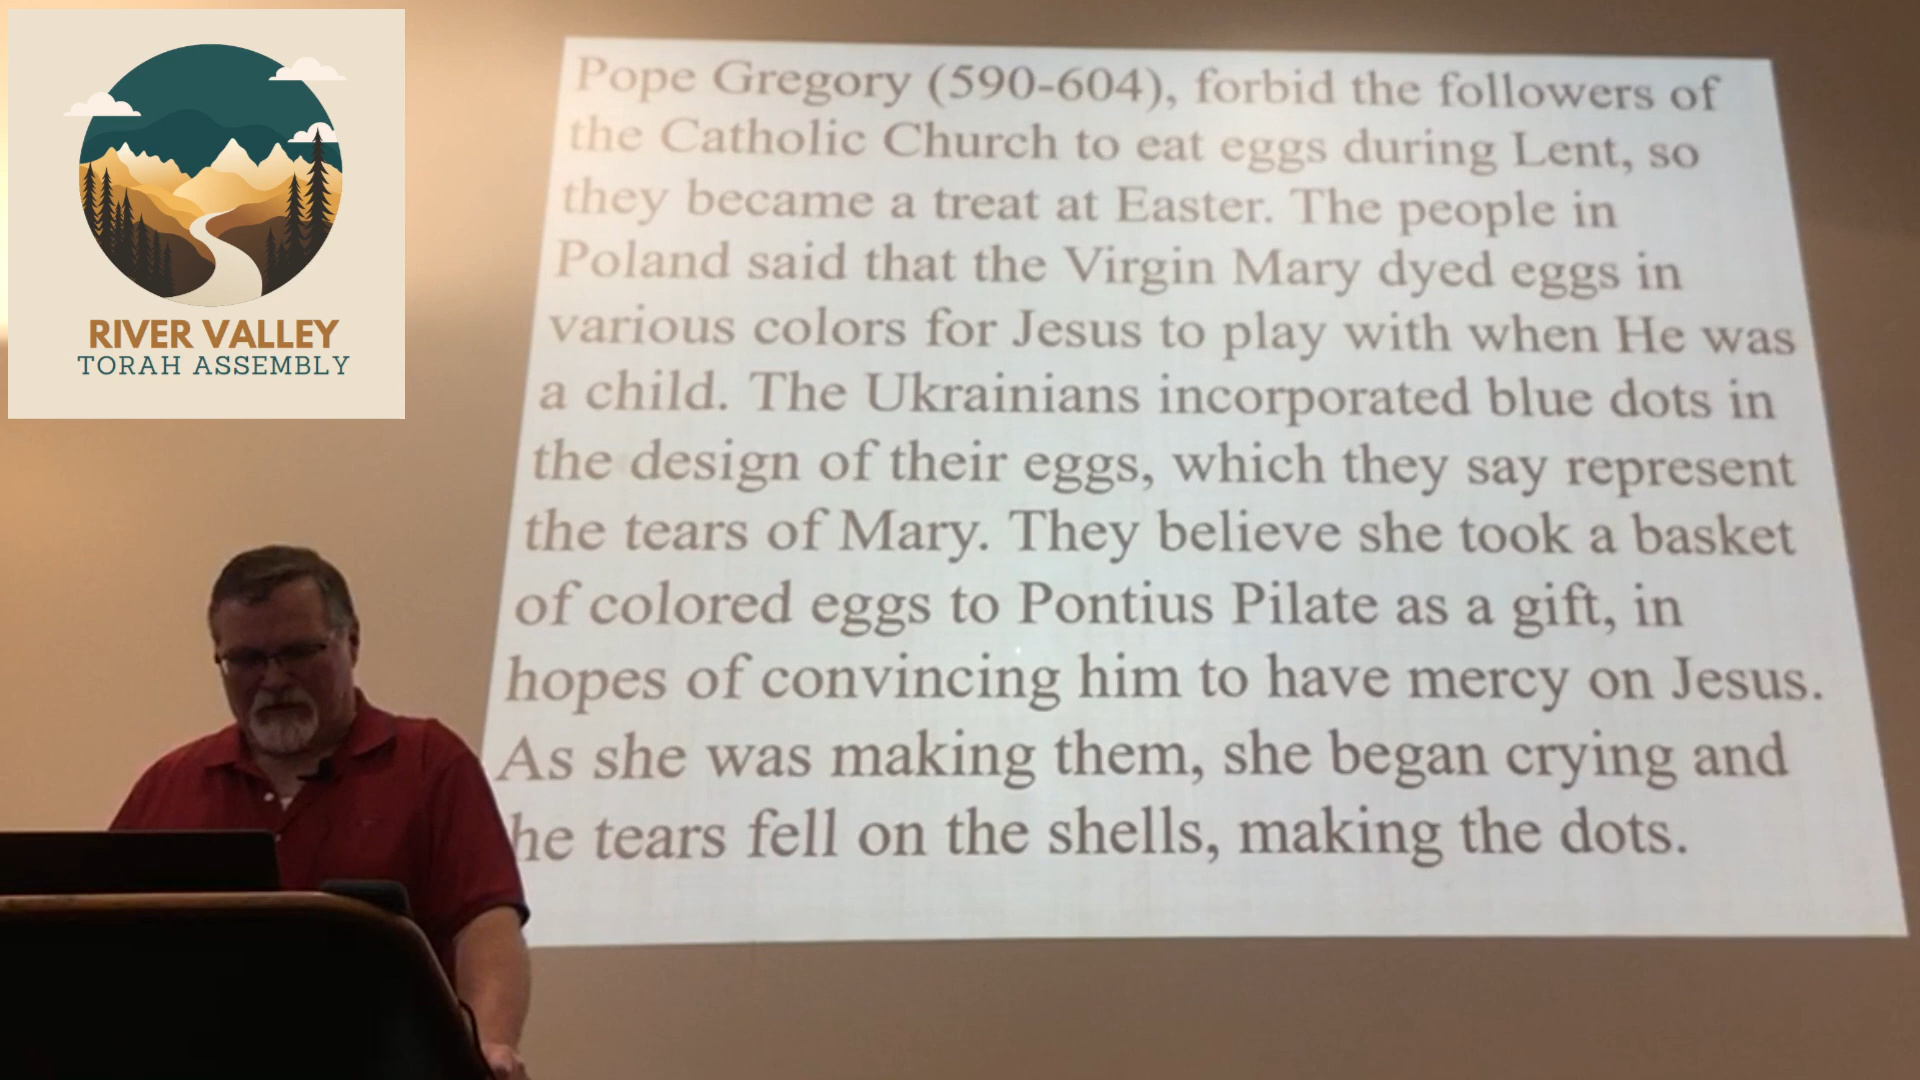 RIVER VALLEY
TORAH ASSEMBLY
Pope Gregory (590-604), forbid the followers of
the Catholic Church to eat eggs during Lent, so
they became a treat at Easter. The people in
Poland said that the Virgin Mary dyed eggs in
various colors for Jesus to play with when He was
a child. The Ukrainians incorporated blue dots in
the design of their eggs, which they say represent
the tears of Mary. They believe she took a basket
of colored eggs to Pontius Pilate as a gift, in
hopes of convincing him to have mercy on Jesus.
As she was making them, she began crying and
he tears fell on the shells, making the dots.